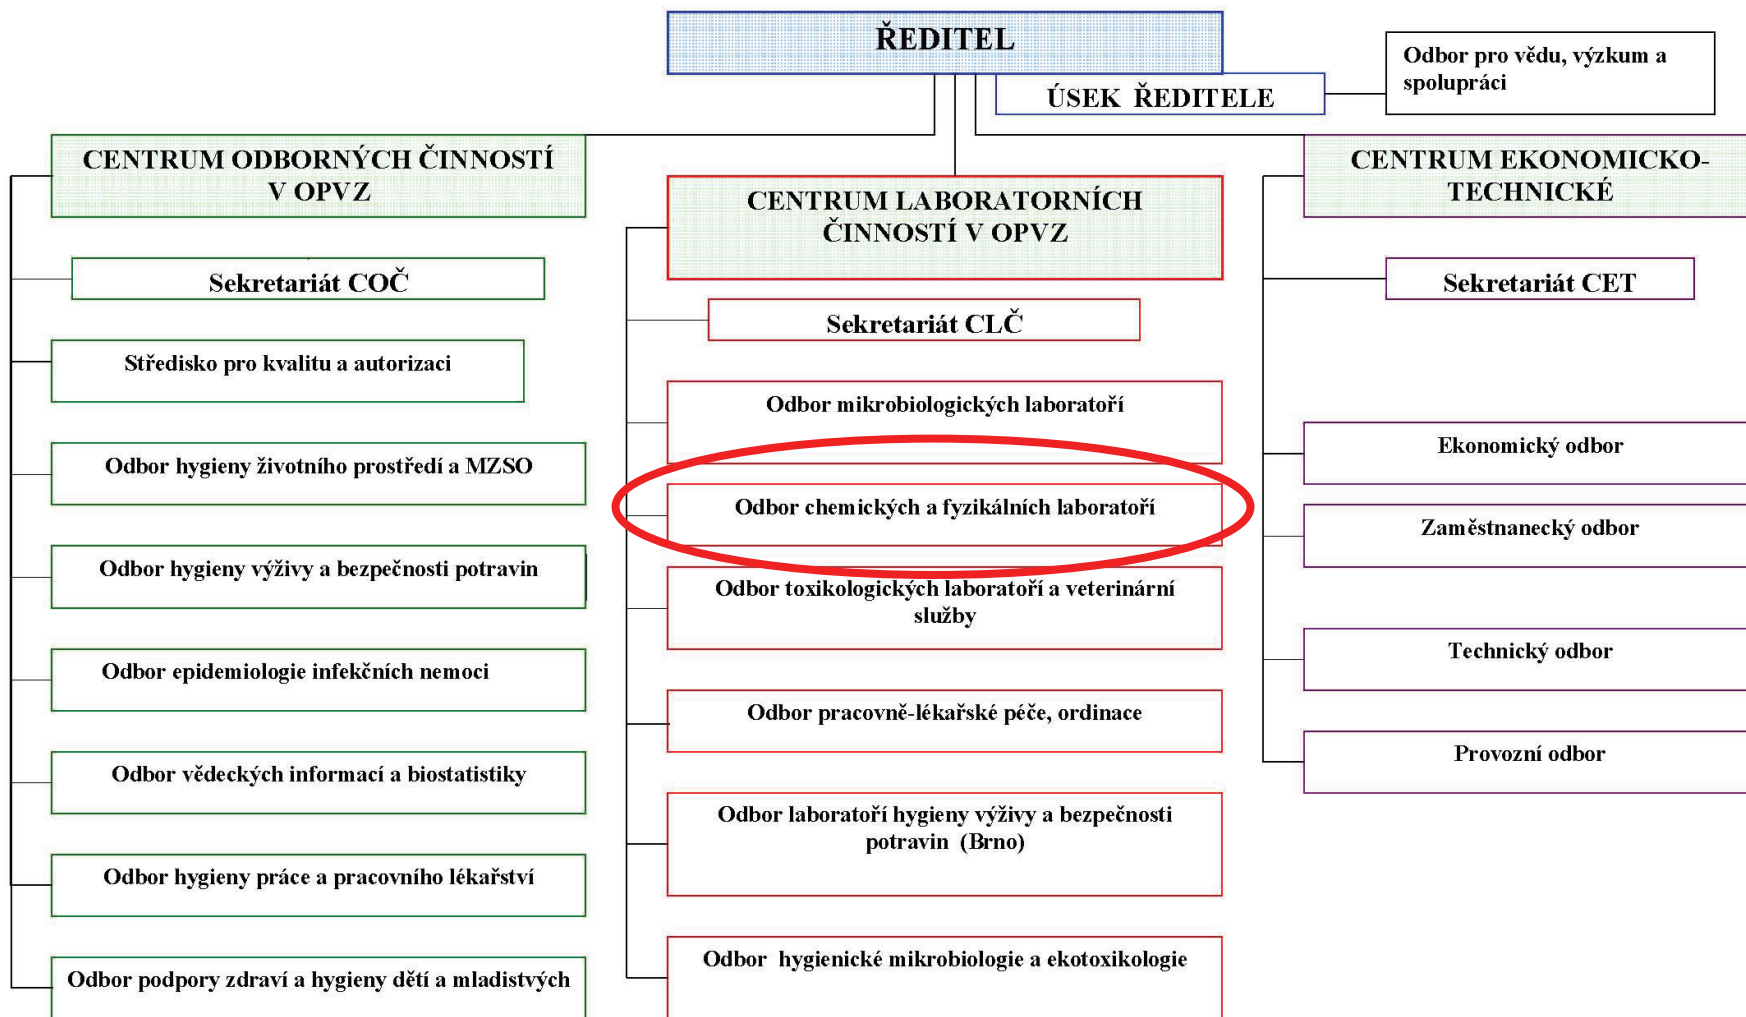 ŘEDITEL
ÚSEK ŘEDITELE
Odbor pro vědu, výzkum a
spolupráci
CENTRUM ODBORNÝCH ČINNOSTÍ
V OPVZ
Sekretariát COČ
Středisko pro kvalitu a autorizaci
Odbor hygieny životního prostředí a MZSO
Odbor hygieny výživy a bezpečnosti potravin
Odbor epidemiologie infekčních nemoci
Odbor vědeckých informací a biostatistiky
Odbor hygieny práce a pracovního lékařství
Odbor podpory zdraví a hygieny dětí a mladistvých
CENTRUM LABORATORNÍCH
ČINNOSTÍ V OPVZ
Sekretariát CLČ
Odbor mikrobiologických laboratoří
Odbor chemických a fyzikálních laboratoří
Odbor toxikologických laboratoří a veterinární
služby
Odbor pracovně-lékařské péče, ordinace
Odbor laboratoří hygieny výživy a bezpečnosti
potravin (Brno)
Odbor hygienické mikrobiologie a ekotoxikologie
CENTRUM EKONOMICKO-
TECHNICKÉ
Sekretariát CET
Ekonomický odbor
Zaměstnanecký odbor
Technický odbor
Provozní odbor